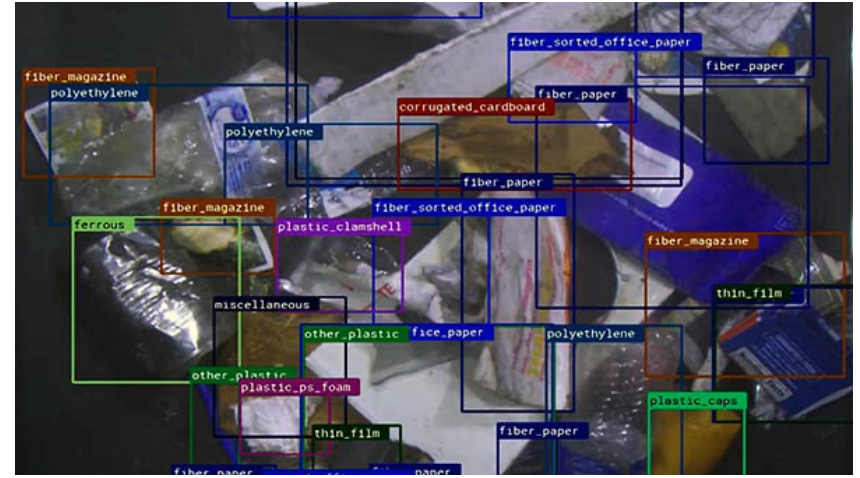 fiber_sorted_office_paper
fiber_paper
fiber_magazine
polyethylene
fiber_paper
corrugated_cardboard
polyethylene
fiber_paper
fiber_magazine
fiber_sorted_office_paper
ferrous
plastic_clamshell
fiber_magazine
thin_film
miscellaneous
other_plastic
fice_paper
polyethylene
other_plastic
plastic_ps_foam
plastic_caps
thin_film
fiber_paper
fiber_paper
paper